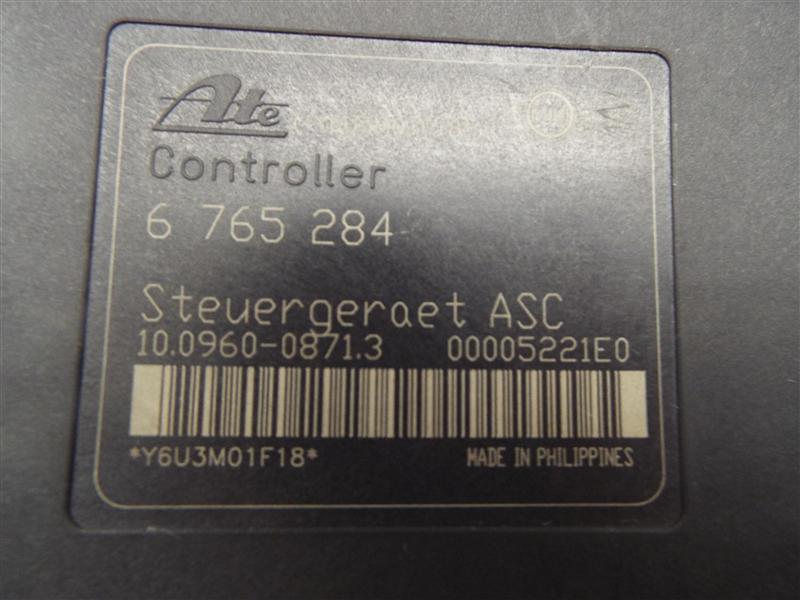 Ate
Controller
6 765 284
Steuergeraet ASC
10.0960-0871.3 00005221E0
*Y6U3M01F18* MADE IN PHILIPPINES